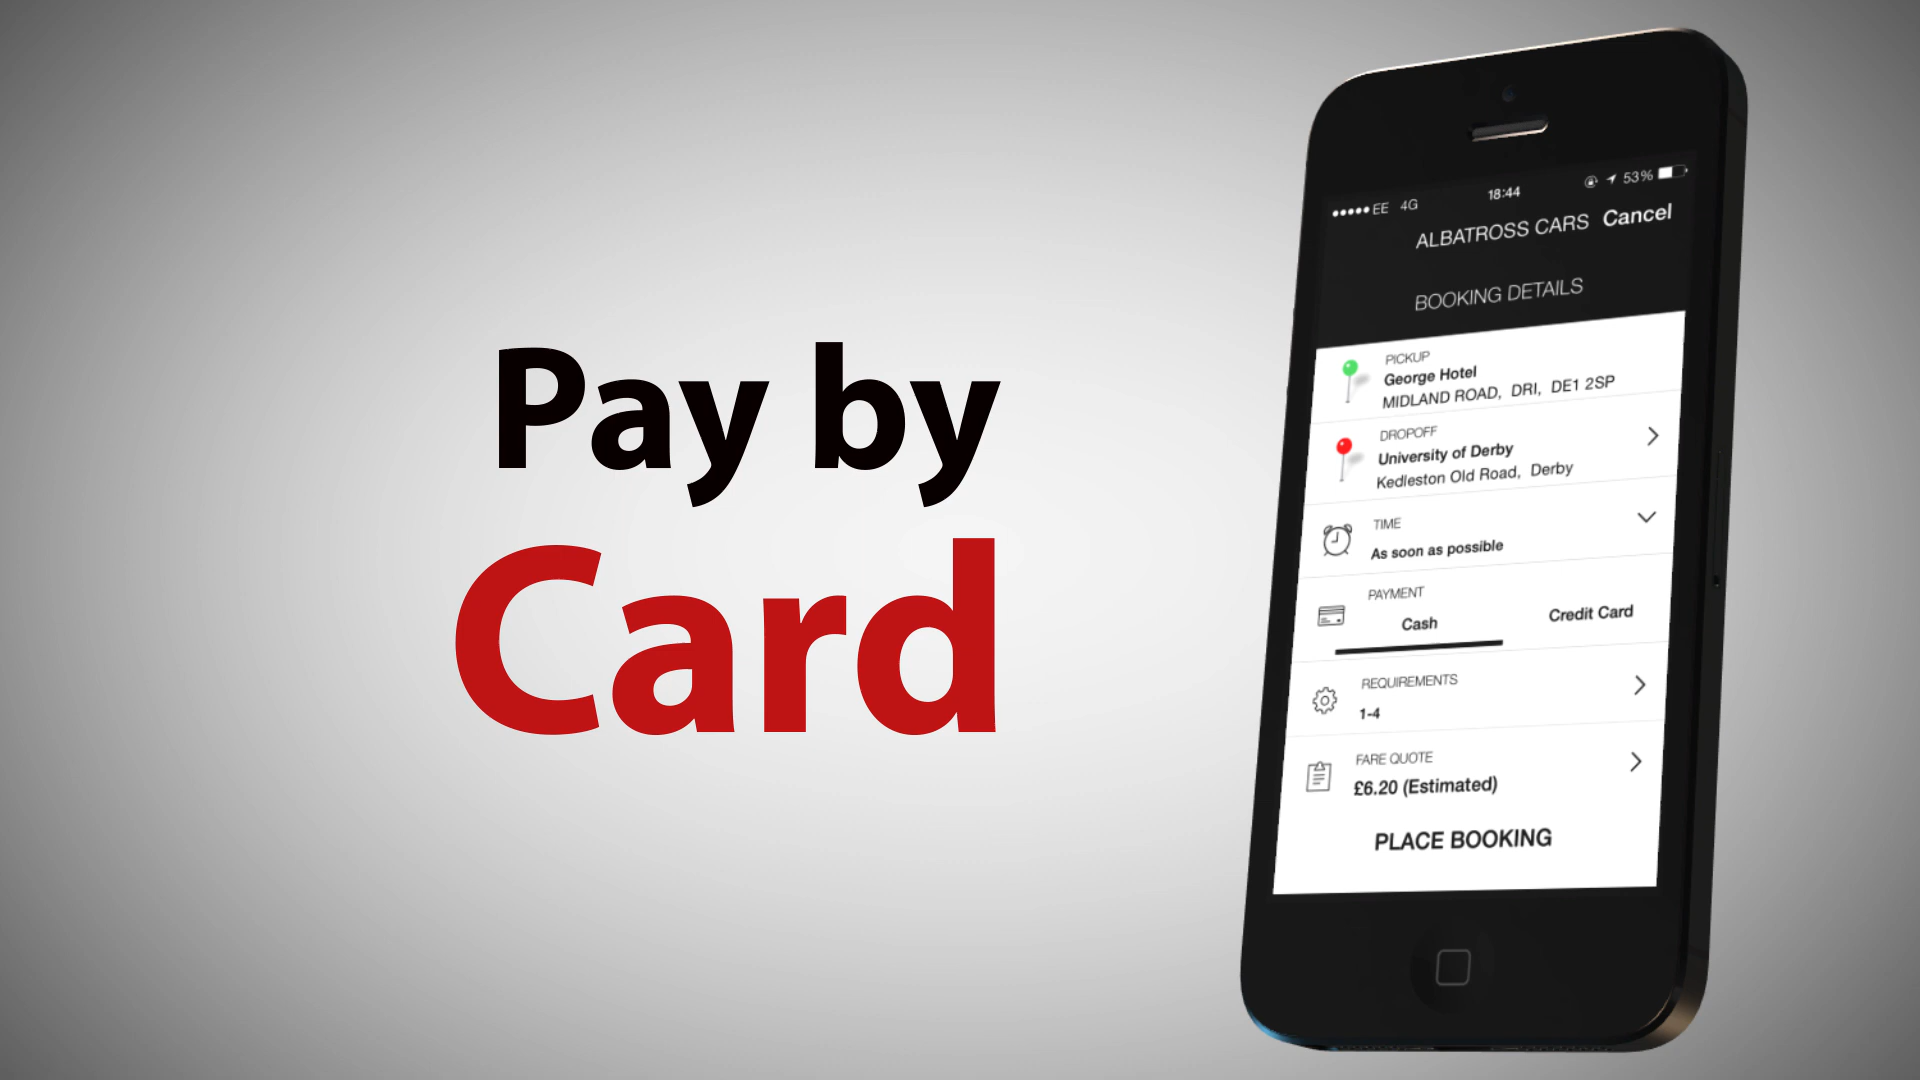 Pay by
Card
EE 4G 18:44 53%
ALBATROSS CARS Cancel
BOOKING DETAILS
PICKUP
George Hotel
MIDLAND ROAD, DRI, DE1 2SP
DROPOFF
University of Derby
Kedleston Old Road, Derby
TIME
As soon as possible
PAYMENT
Cash Credit Card
REQUIREMENTS
1-4
FARE QUOTE
£6.20 (Estimated)
PLACE BOOKING